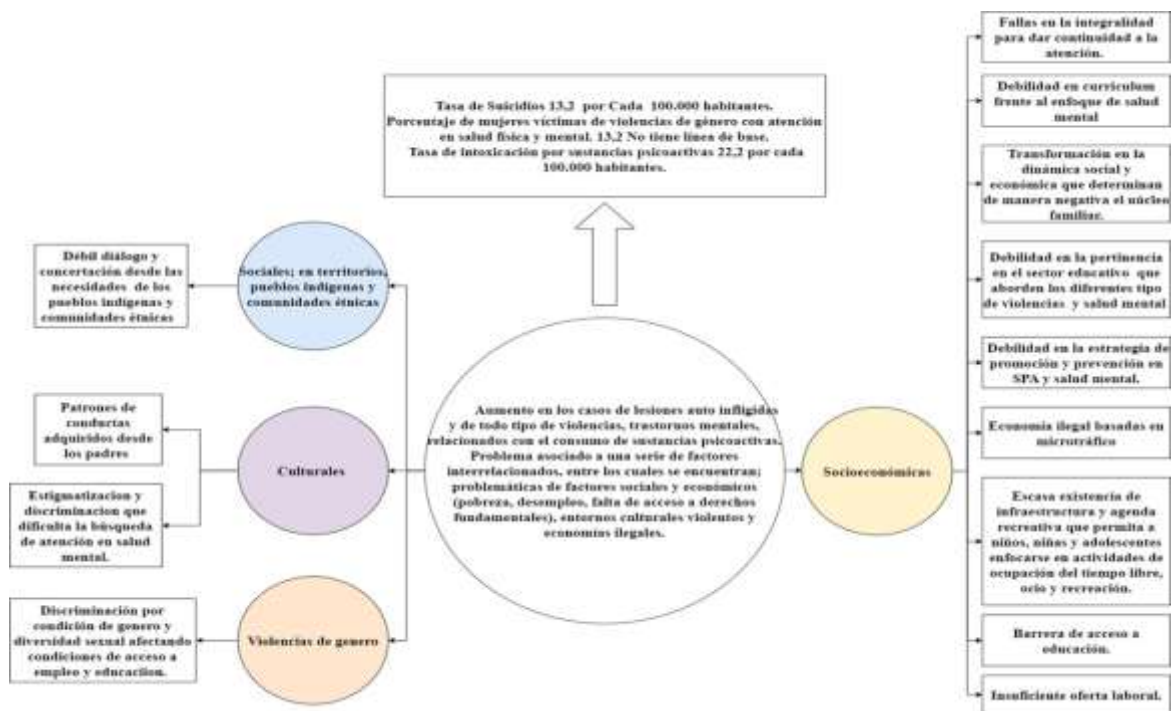 Tasa de Suicidios 13,2 por Cada 100.000 habitantes.
Porcentaje de mujeres víctimas de violencias de género con atención
en salud física y mental. 13,2 No tiene línea de base.
Tasa de intoxicación por sustancias psicoactivas 22,2 por cada
100.000 habitantes.
Débil diálogo y
concertación desde las
necesidades de los
pueblos indígenas y
comunidades étnicas
Sociales; en territorios,
pueblos indígenas y
comunidades étnicas
Patrones de
conductas
adquiridos desde
los padres
Estigmatizacion y
discriminacion que
dificulta la búsqueda
de atención en salud
mental.
Culturales
Discriminación por
condición de genero y
diversidad sexual afectando
condiciones de acceso a
empleo y educaciion.
Violencias de genero
Aumento en los casos de lesiones auto infligidas
y de todo tipo de violencias, trastornos mentales,
relacionados con el consumo de sustancias psicoactivas.
Problema asociado a una serie de factores
interrelacionados, entre los cuales se encuentran;
problemáticas de factores sociales y económicos
(pobreza, desempleo, falta de acceso a derechos
fundamentales), entornos culturales violentos y
economías ilegales.
Socioeconómicas
Fallas en la integralidad
para dar continuidad a la
atención.
Debilidad en curriculum
frente al enfoque de salud
mental
Transformación en la
dinámica social y
económica que determinan
de manera negativa el núcleo
familiar.
Debilidad en la pertinencia
en el sector educativo que
aborden los diferentes tipo
de violencias y salud mental
Debilidad en la estrategia de
promoción y prevención en
SPA y salud mental.
Economía ilegal basadas en
microtráfico
Escasa existencia de
infraestructura y agenda
recreativa que permita a
niños, niñas y adolescentes
enfocarse en actividades de
ocupación del tiempo libre,
ocio y recreación.
Barrera de acceso a
educación.
Insuficiente oferta laboral.